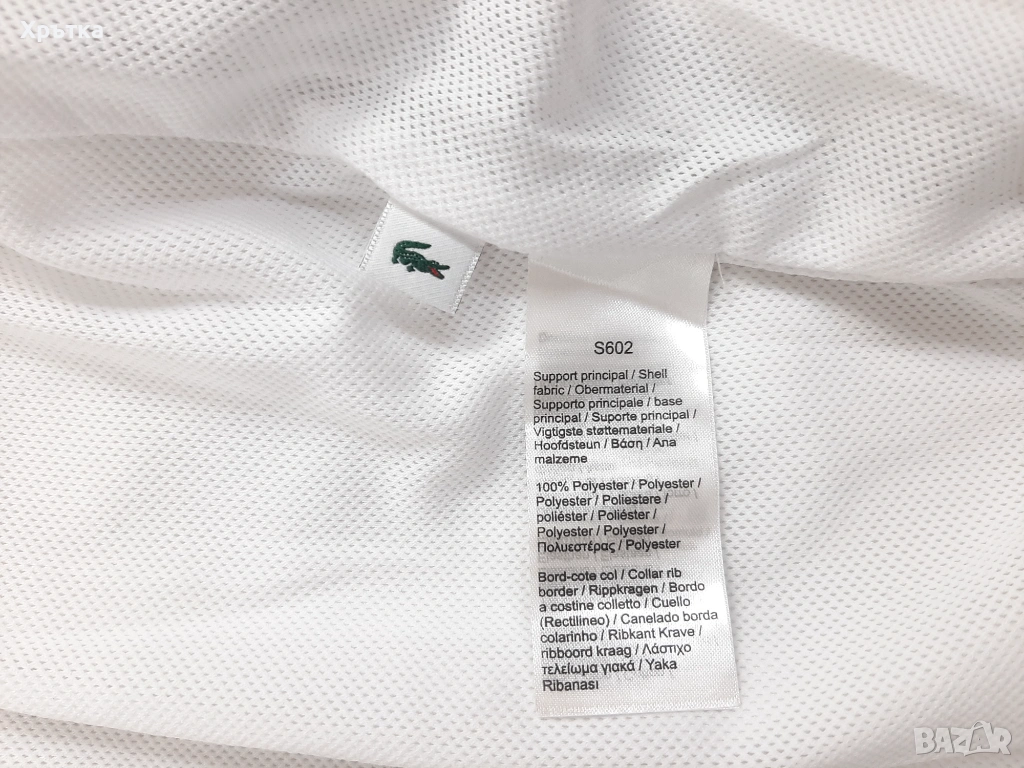 Хрътка
S602
Support principal / Shell
fabric / Obermaterial /
Supporto principale / base
principal / Suporte principal /
Vigtigste støttemateriale /
Hoofdsteun / Βάση / Ana
malzeme
100% Polyester / Polyester /
Polyester / Poliestere /
poliéster / Poliéster /
Polyester / Polyester /
Πολυεστέρας / Polyester
Bord-cote col / Collar rib
border / Rippkragen / Bordo
a costine colletto / Cuello
(Rectilineo) / Canelado borda
colarinho / Ribkant Krave /
ribboord kraag / Λάστιχο
τελείωμα γιακά / Yaka
Ribanası
BAZAR